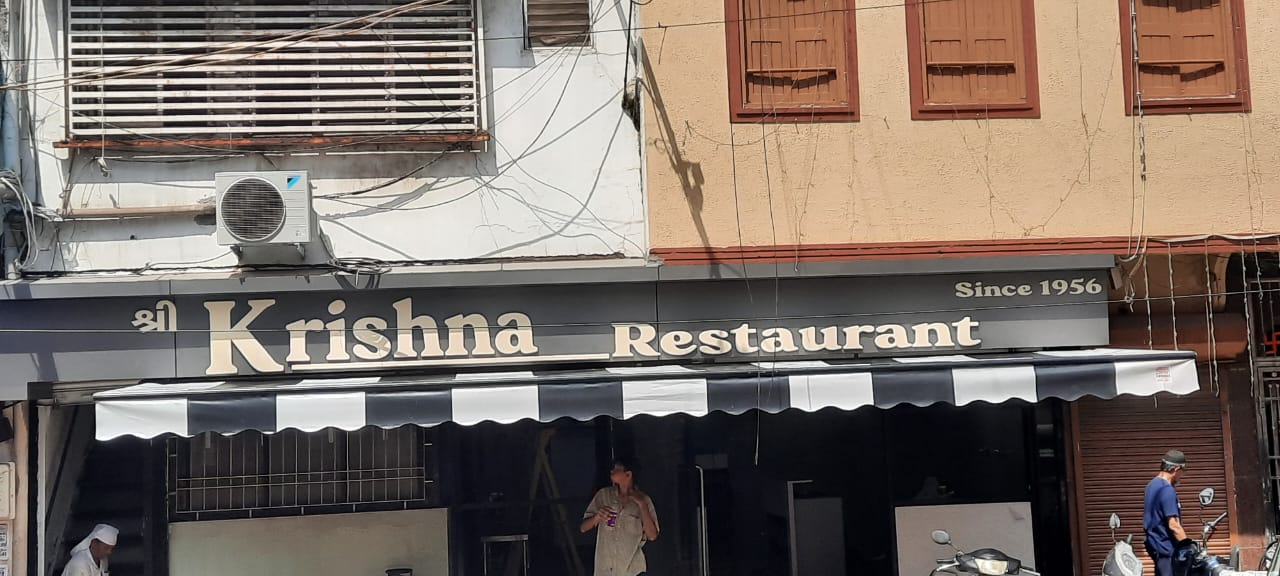 Since 1956
श्री Krishna Restaurant